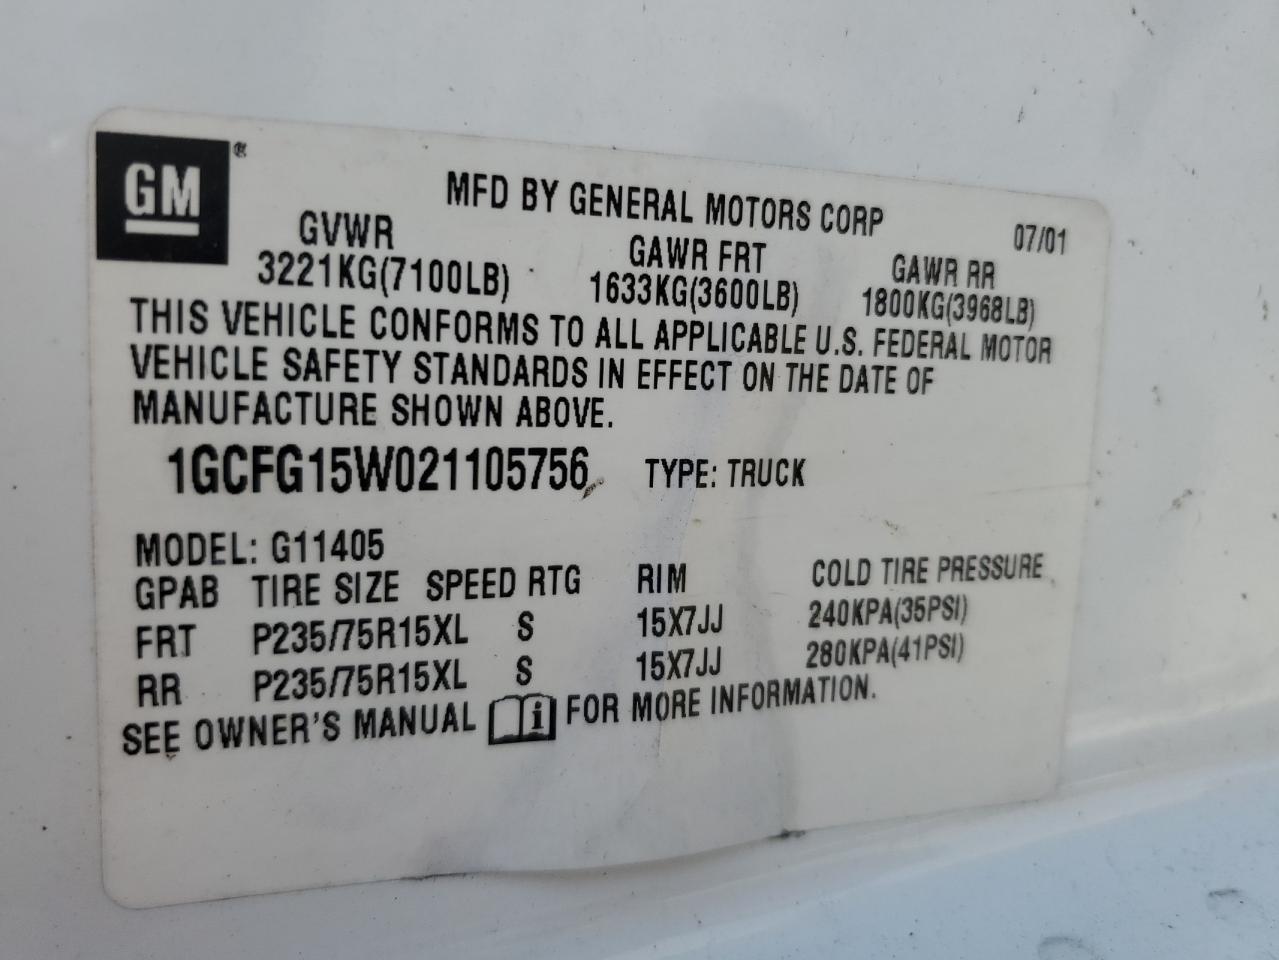 GM®
MFD BY GENERAL MOTORS CORP
07/01
GVWR GAWR FRT GAWR RR
3221KG(7100LB) 1633KG(3600LB) 1800KG(3968LB)
THIS VEHICLE CONFORMS TO ALL APPLICABLE U.S. FEDERAL MOTOR
VEHICLE SAFETY STANDARDS IN EFFECT ON THE DATE OF
MANUFACTURE SHOWN ABOVE.
1GCFG15W021105756 TYPE: TRUCK
MODEL: G11405
GPAB TIRE SIZE SPEED RTG RIM COLD TIRE PRESSURE
FRT P235/75R15XL S 15X7JJ 240KPA(35PSI)
RR P235/75R15XL S 15X7JJ 280KPA(41PSI)
SEE OWNER'S MANUAL i FOR MORE INFORMATION.